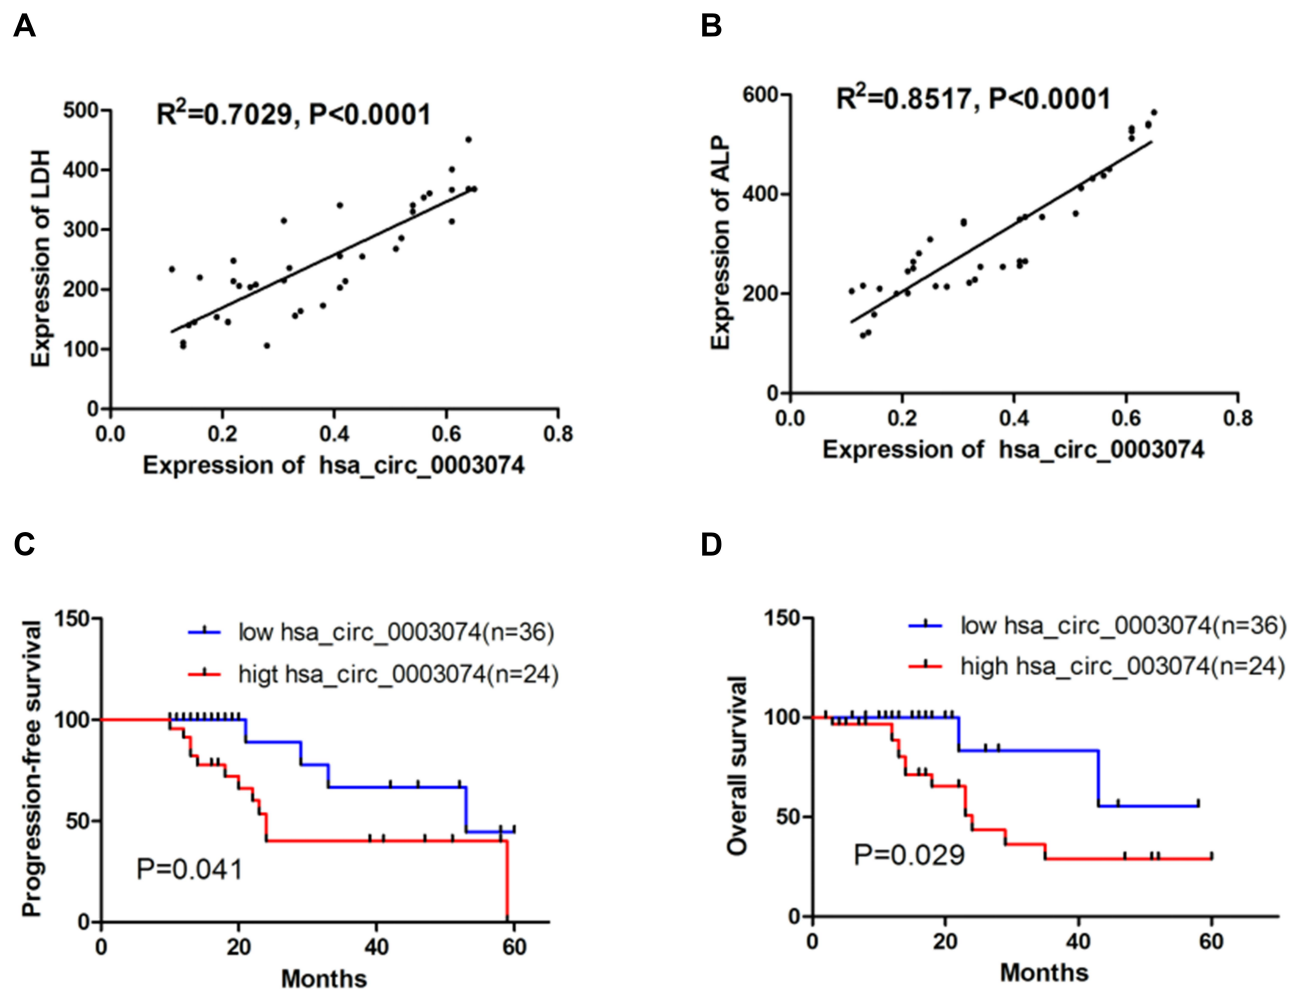 A
R2=0.7029, P<0.0001
Expression of LDH
500
400
300
200
100
0
0.0 0.2 0.4 0.6 0.8
Expression of hsa_circ_0003074
B
R2=0.8517, P<0.0001
Expression of ALP
600
400
200
0
0.0 0.2 0.4 0.6 0.8
Expression of hsa_circ_0003074
C
low hsa_circ_0003074(n=36)
higt hsa_circ_0003074(n=24)
Progression-free survival
150
100
50
0
P=0.041
0 20 40 60
Months
D
low hsa_circ_0003074(n=36)
high hsa_circ_003074(n=24)
Overall survival
150
100
50
0
P=0.029
0 20 40 60
Months